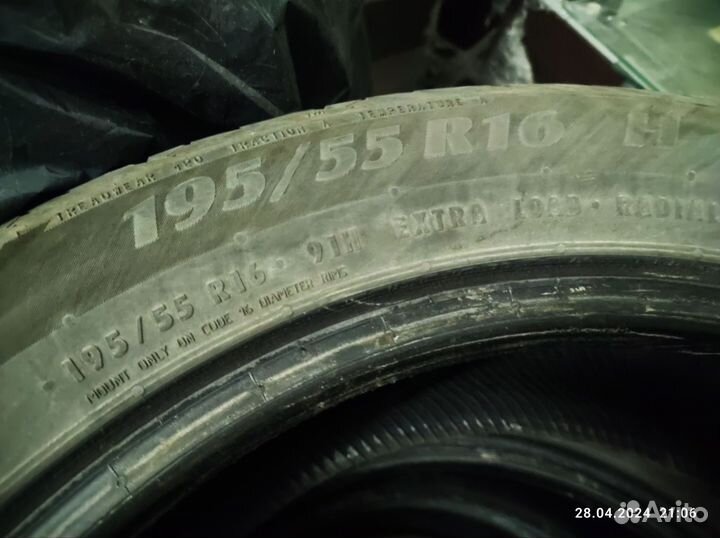 TREADWEAR TRACTION A TEMPERATURE A
195/55 R16 H
195/55 R16 · 91H EXTRA LOAD · RADIAL
MOUNT ONLY ON CODE 16 DIAMETER RIMS
28.04.2024 21:06
Avito